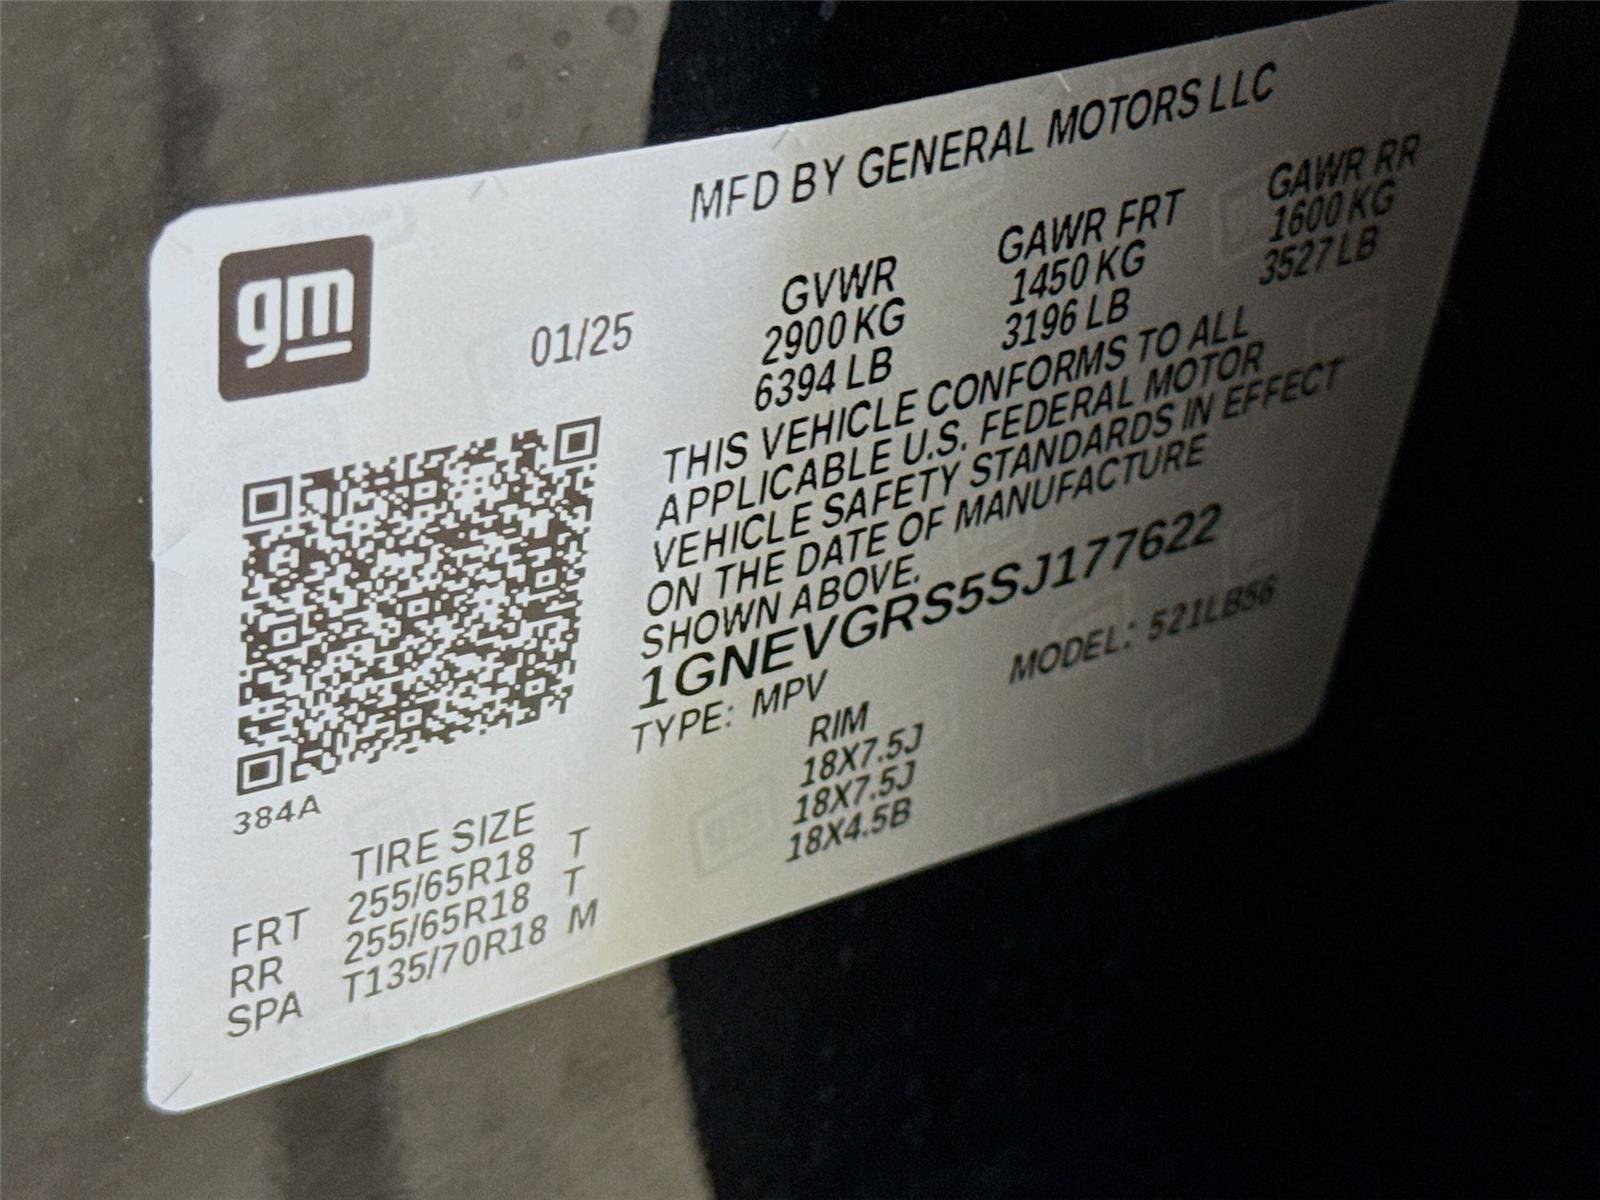 MFD BY GENERAL MOTORS LLC
gm
01/25
GVWR GAWR FRT GAWR RR
2900 KG 1450 KG 1600 KG
6394 LB 3196 LB 3527 LB
THIS VEHICLE CONFORMS TO ALL
APPLICABLE U.S. FEDERAL MOTOR
VEHICLE SAFETY STANDARDS IN EFFECT
ON THE DATE OF MANUFACTURE
SHOWN ABOVE.
1GNEVGRS5SJ177622
TYPE: MPV MODEL: 521LB56
384A
TIRE SIZE RIM
FRT 255/65R18 T 18X7.5J
RR 255/65R18 T 18X7.5J
SPA T135/70R18 M 18X4.5B